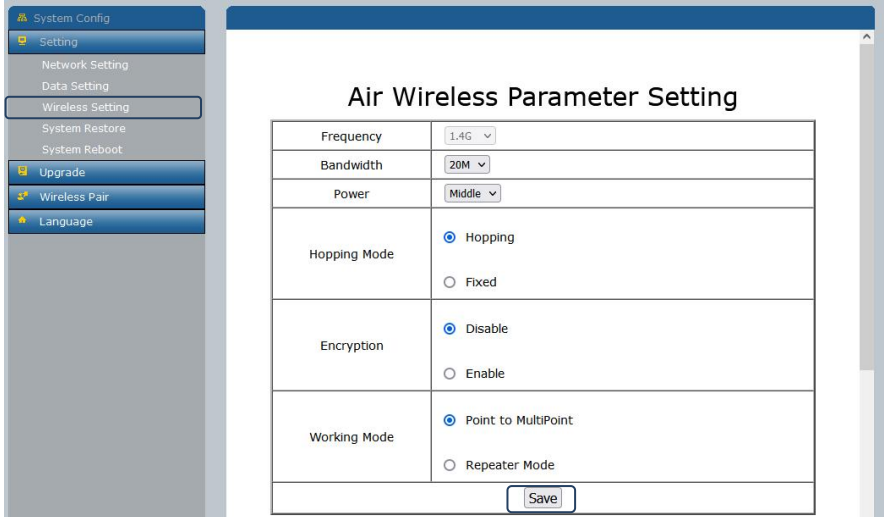 System Config
Setting
Network Setting
Data Setting
Wireless Setting
System Restore
System Reboot
Upgrade
Wireless Pair
Language
Air Wireless Parameter Setting
Frequency 1.4G
Bandwidth 20M
Power Middle
Hopping Mode
Hopping
Fixed
Encryption
Disable
Enable
Working Mode
Point to MultiPoint
Repeater Mode
Save